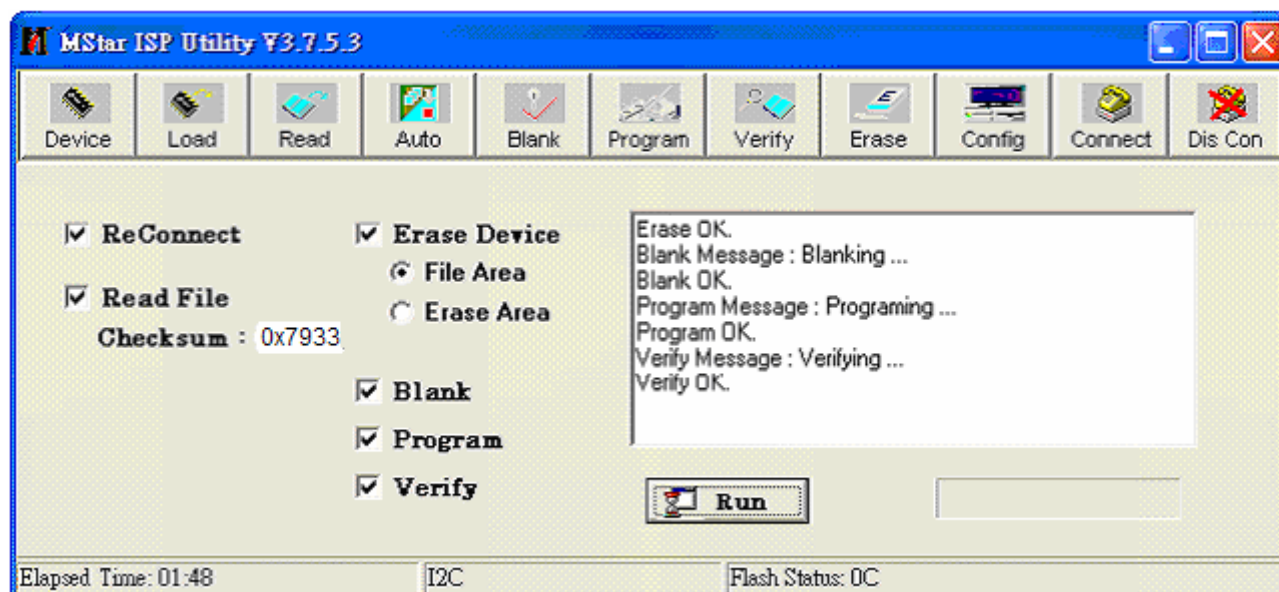 MStar ISP Utility V3.7.5.3
Device Load Read Auto Blank Program Verify Erase Config Connect Dis Con
ReConnect
Read File
Checksum : 0x7933
Erase Device
File Area
Erase Area
Blank
Program
Verify
Erase OK.
Blank Message : Blanking ...
Blank OK.
Program Message : Programing ...
Program OK.
Verify Message : Verifying ...
Verify OK.
Run
Elapsed Time: 01:48 I2C Flash Status: 0C